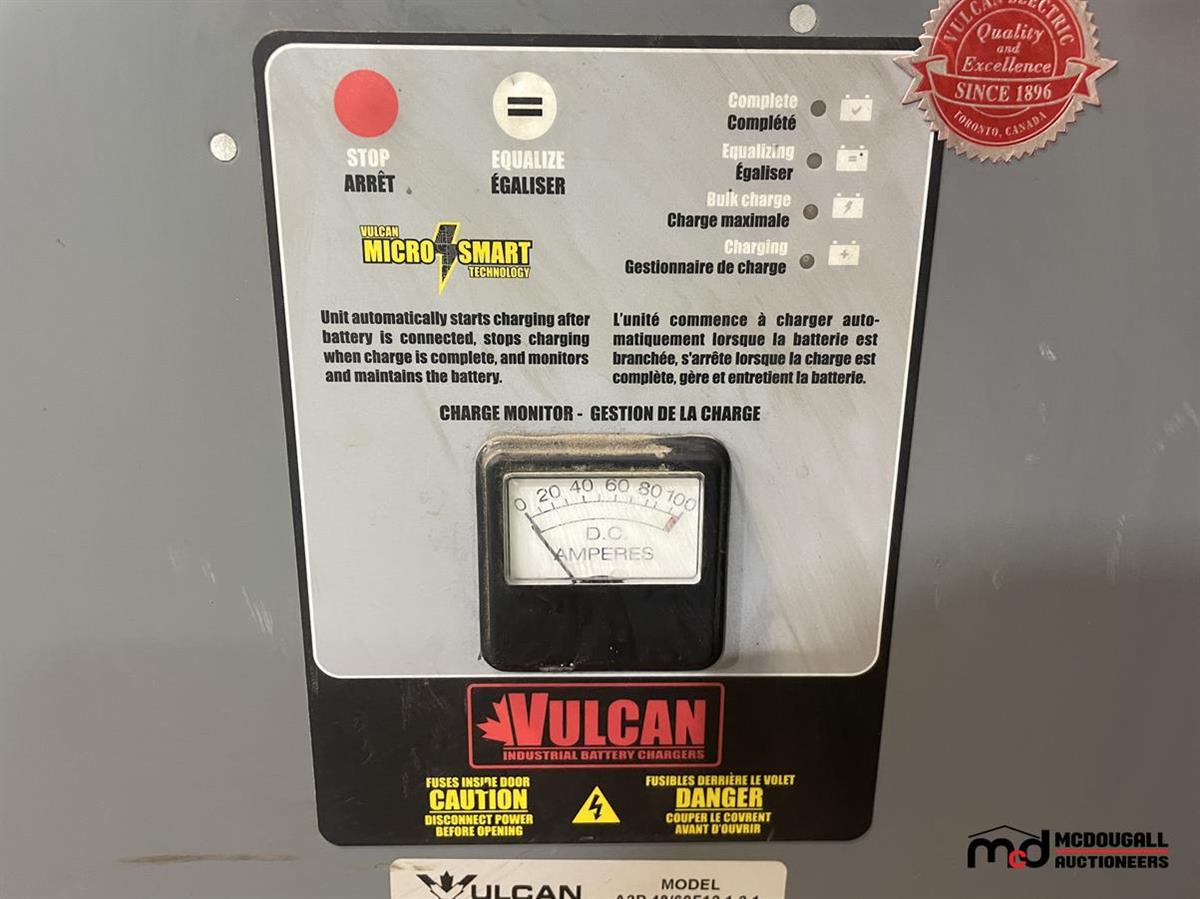 VULCAN ELECTRIC
Quality
and
Excellence
SINCE 1896
TORONTO, CANADA
STOP
ARRÊT
EQUALIZE
ÉGALISER
Complete
Complété
Equalizing
Égaliser
Bulk charge
Charge maximale
Charging
Gestionnaire de charge
VULCAN
MICRO SMART
TECHNOLOGY
Unit automatically starts charging after
battery is connected, stops charging
when charge is complete, and monitors
and maintains the battery.
L'unité commence à charger auto-
matiquement lorsque la batterie est
branchée, s'arrête lorsque la charge est
complète, gère et entretient la batterie.
CHARGE MONITOR - GESTION DE LA CHARGE
0 20 40 60 80 100
D.C.
AMPERES
VULCAN
INDUSTRIAL BATTERY CHARGERS
FUSES INSIDE DOOR
CAUTION
DISCONNECT POWER
BEFORE OPENING
FUSIBLES DERRIÈRE LE VOLET
DANGER
COUPER LE COVRENT
AVANT D'OUVRIR
VULCAN
MODEL
mcd MCDOUGALL
AUCTIONEERS